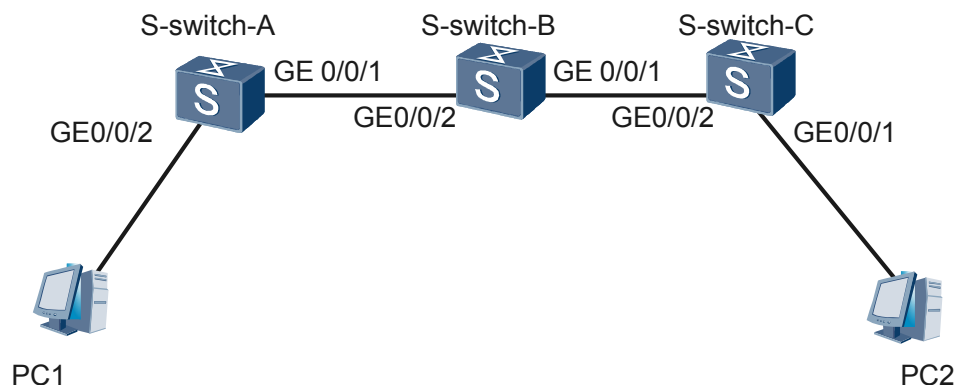 S-switch-A
S-switch-B
S-switch-C
GE 0/0/1
GE 0/0/1
GE0/0/2
GE0/0/2
GE0/0/2
GE0/0/1
S
S
S
PC1
PC2